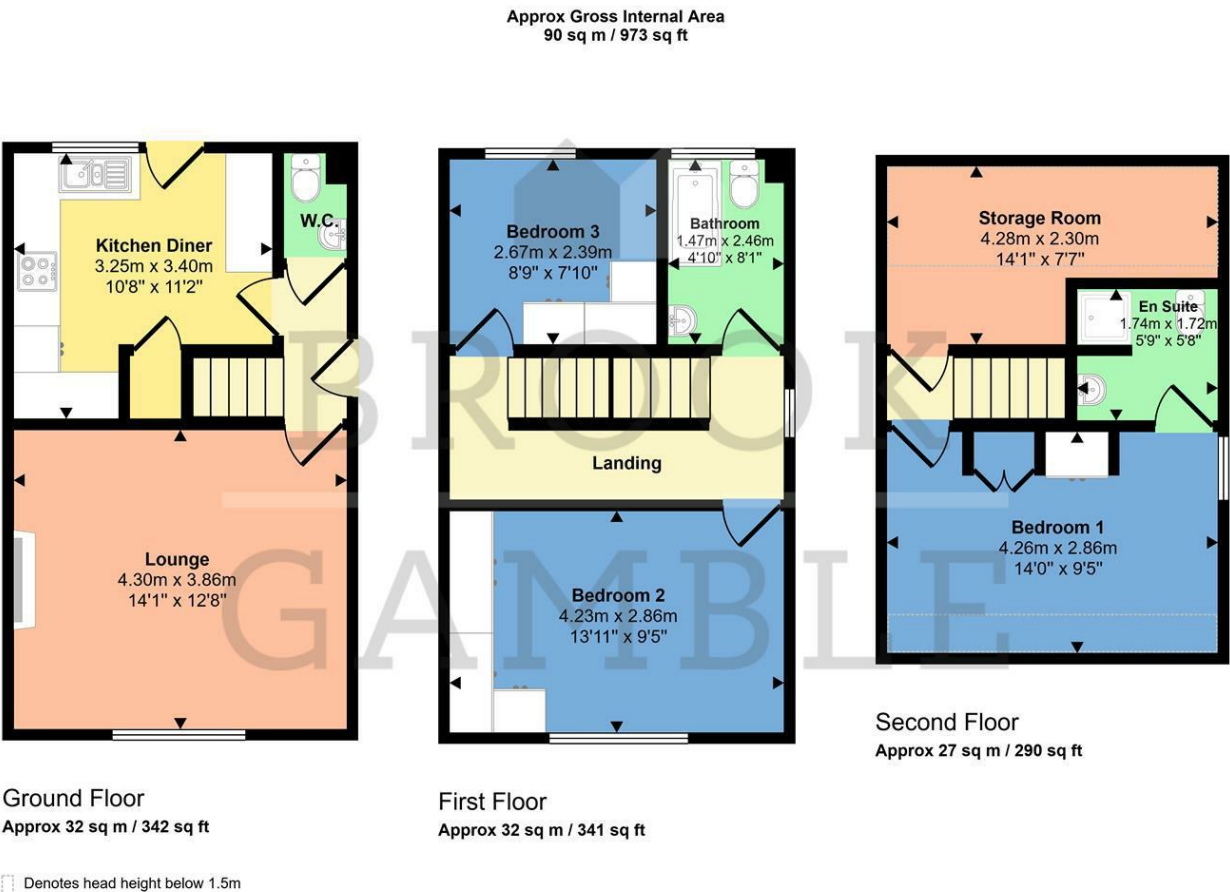 Approx Gross Internal Area
90 sq m / 973 sq ft
Kitchen Diner
3.25m x 3.40m
10'8" x 11'2"
W.C.
Lounge
4.30m x 3.86m
14'1" x 12'8"
Ground Floor
Approx 32 sq m / 342 sq ft
Bedroom 3
2.67m x 2.39m
8'9" x 7'10"
Bathroom
1.47m x 2.46m
4'10" x 8'1"
Landing
Bedroom 2
4.23m x 2.86m
13'11" x 9'5"
First Floor
Approx 32 sq m / 341 sq ft
Storage Room
4.28m x 2.30m
14'1" x 7'7"
En Suite
1.74m x 1.72m
5'9" x 5'8"
Bedroom 1
4.26m x 2.86m
14'0" x 9'5"
Second Floor
Approx 27 sq m / 290 sq ft
BROOK
GAMBLE
Denotes head height below 1.5m